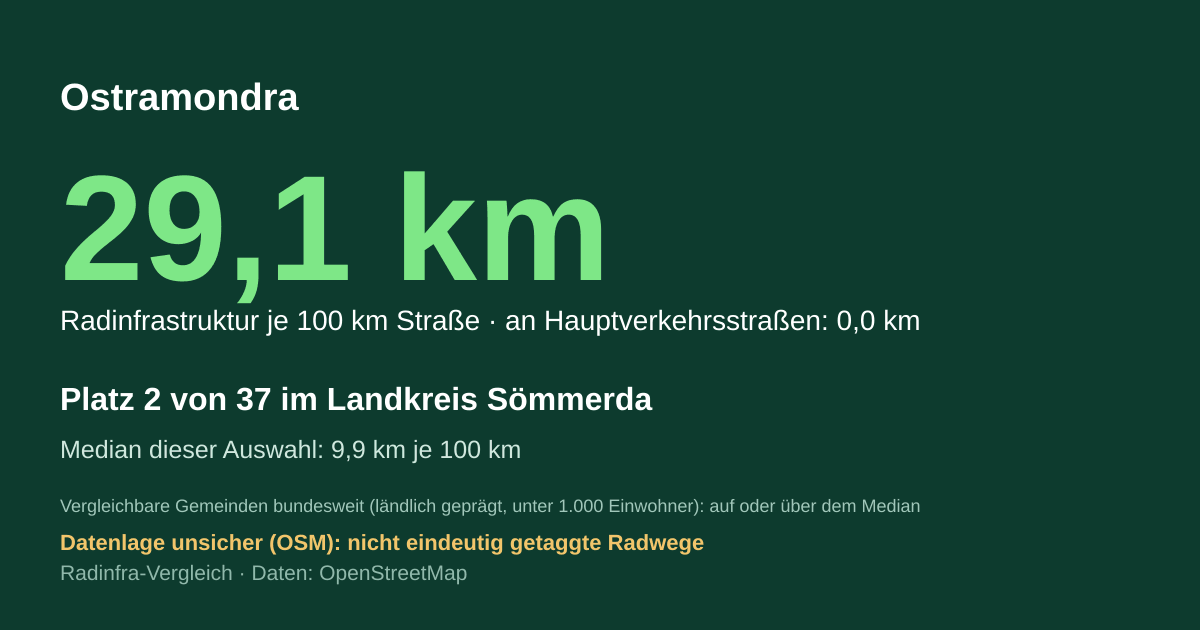 Ostramondra
29,1 km
Radinfrastruktur je 100 km Straße · an Hauptverkehrsstraßen: 0,0 km
Platz 2 von 37 im Landkreis Sömmerda
Median dieser Auswahl: 9,9 km je 100 km
Vergleichbare Gemeinden bundesweit (ländlich geprägt, unter 1.000 Einwohner): auf oder über dem Median
Datenlage unsicher (OSM): nicht eindeutig getaggte Radwege
Radinfra-Vergleich · Daten: OpenStreetMap